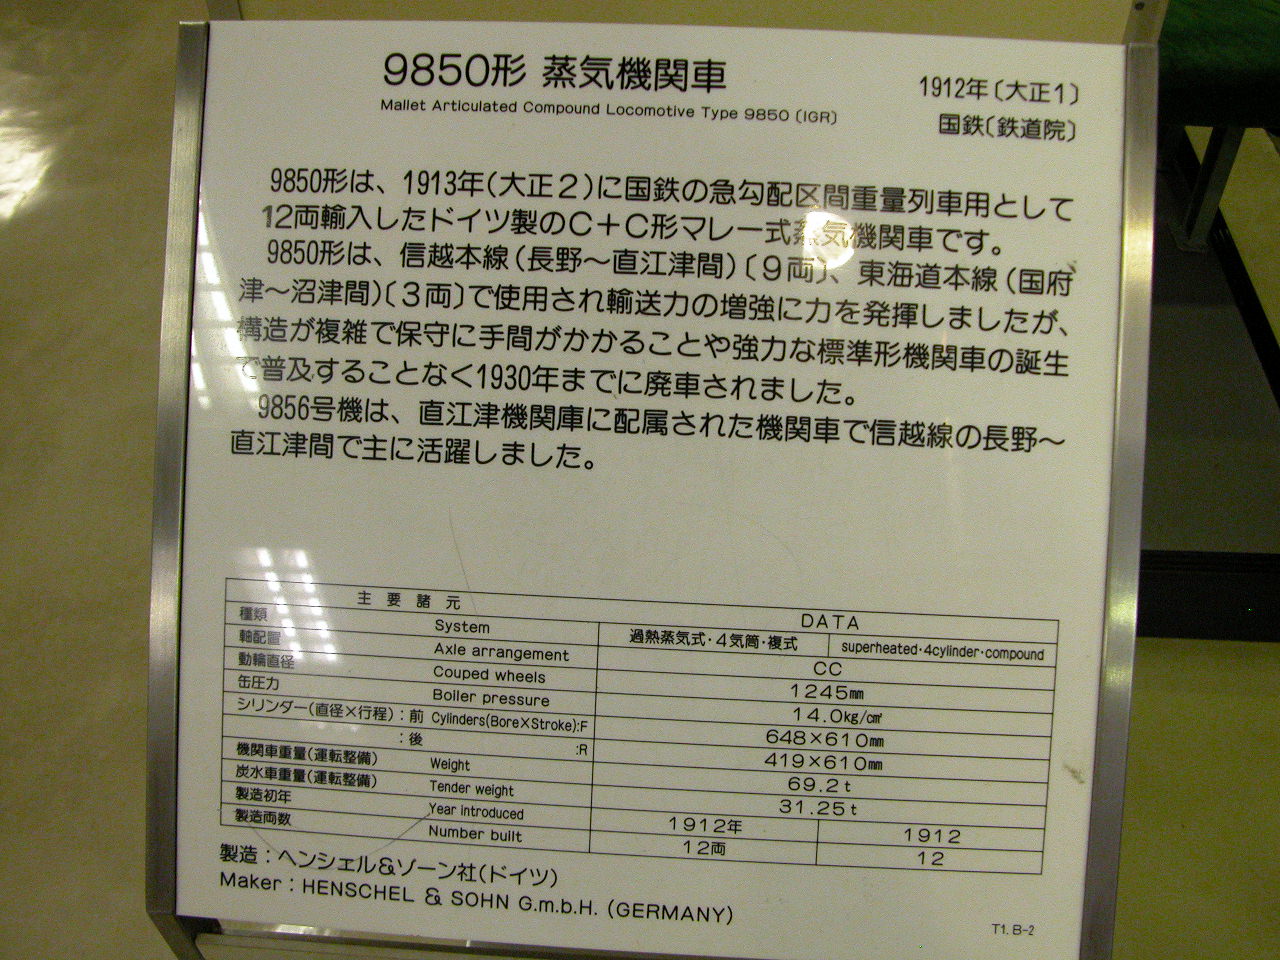 9850形 蒸気機関車
Mallet Articulated Compound Locomotive Type 9850 (IGR)
1912年〔大正1〕
国鉄〔鉄道院〕
9850形は、1913年(大正2)に国鉄の急勾配区間重量列車用として
12両輸入したドイツ製のC+C形マレー式蒸気機関車です。
9850形は、信越本線(長野～直江津間)〔9両〕、東海道本線(国府
津～沼津間)〔3両〕で使用され輸送力の増強に力を発揮しましたが、
構造が複雑で保守に手間がかかることや強力な標準形機関車の誕生
で普及することなく1930年までに廃車されました。
9856号機は、直江津機関庫に配属された機関車で信越線の長野～
直江津間で主に活躍しました。
主要諸元 DATA
種類 System 過熱蒸気式・4気筒・複式 superheated・4cylinder・compound
軸配置 Axle arrangement CC
動輪直径 Couped wheels 1245㎜
缶圧力 Boller pressure 14.0kg/c㎡
シリンダー(直径×行程):前 Cylinders(Bore×Stroke):F 648×610㎜
:後 :R 419×610㎜
機関車重量(運転整備) Weight 69.2t
炭水車重量(運転整備) Tender weight 31.25t
製造初年 Year introduced 1912年 1912
製造両数 Number built 12両 12
製造：ヘンシェル&ゾーン社(ドイツ)
Maker：HENSCHEL & SOHN G.m.b.H. (GERMANY)
T1.B-2